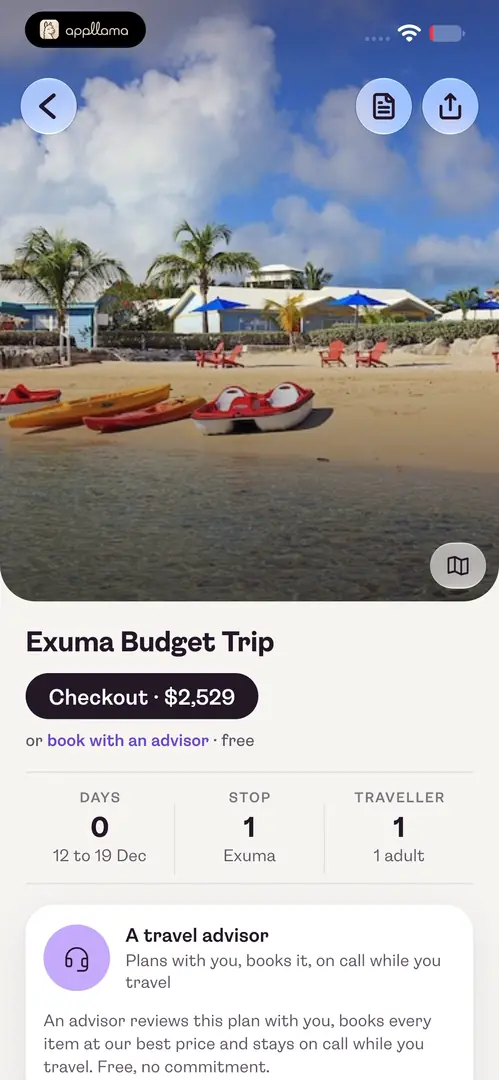 appllama
Exuma Budget Trip
Checkout · $2,529
or book with an advisor · free
DAYS
0
12 to 19 Dec
STOP
1
Exuma
TRAVELLER
1
1 adult
A travel advisor
Plans with you, books it, on call while you
travel
An advisor reviews this plan with you, books every
item at our best price and stays on call while you
travel. Free, no commitment.